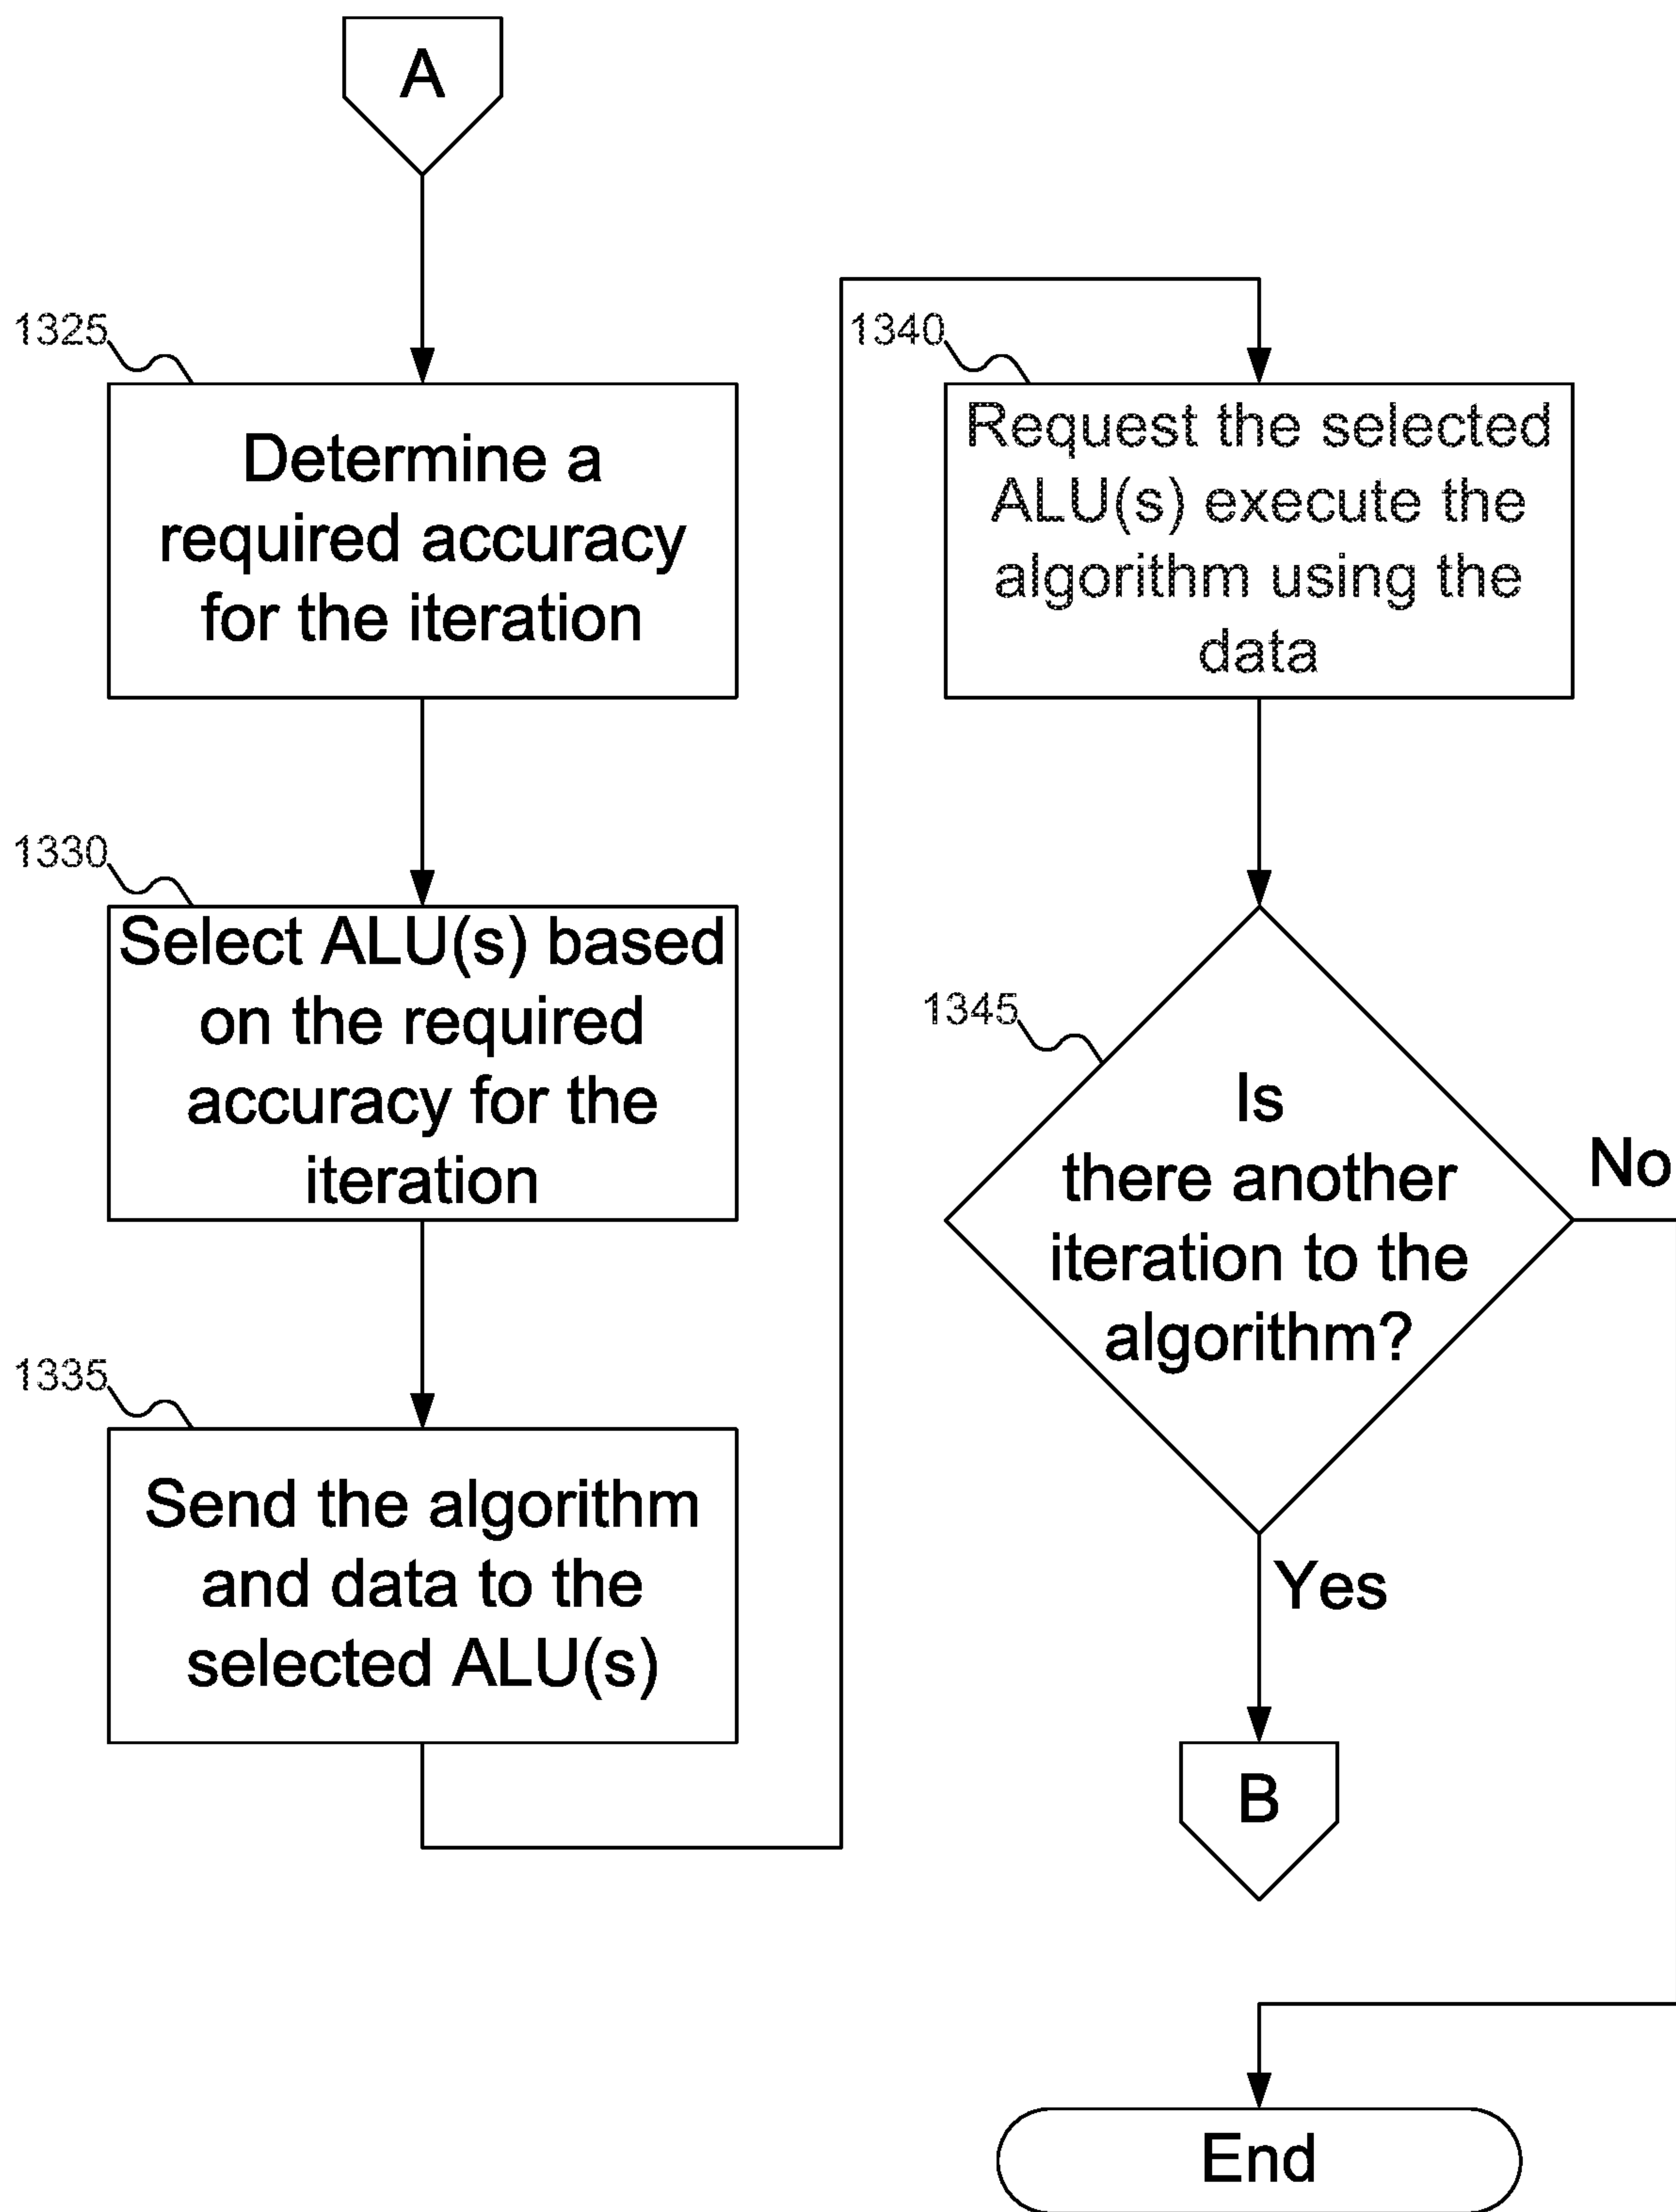 A
1325
Determine a
required accuracy
for the iteration
1330
Select ALU(s) based
on the required
accuracy for the
iteration
1335
Send the algorithm
and data to the
selected ALU(s)
1340
Request the selected
ALU(s) execute the
algorithm using the
data
1345
Is
there another
iteration to the
algorithm?
No
Yes
B
End